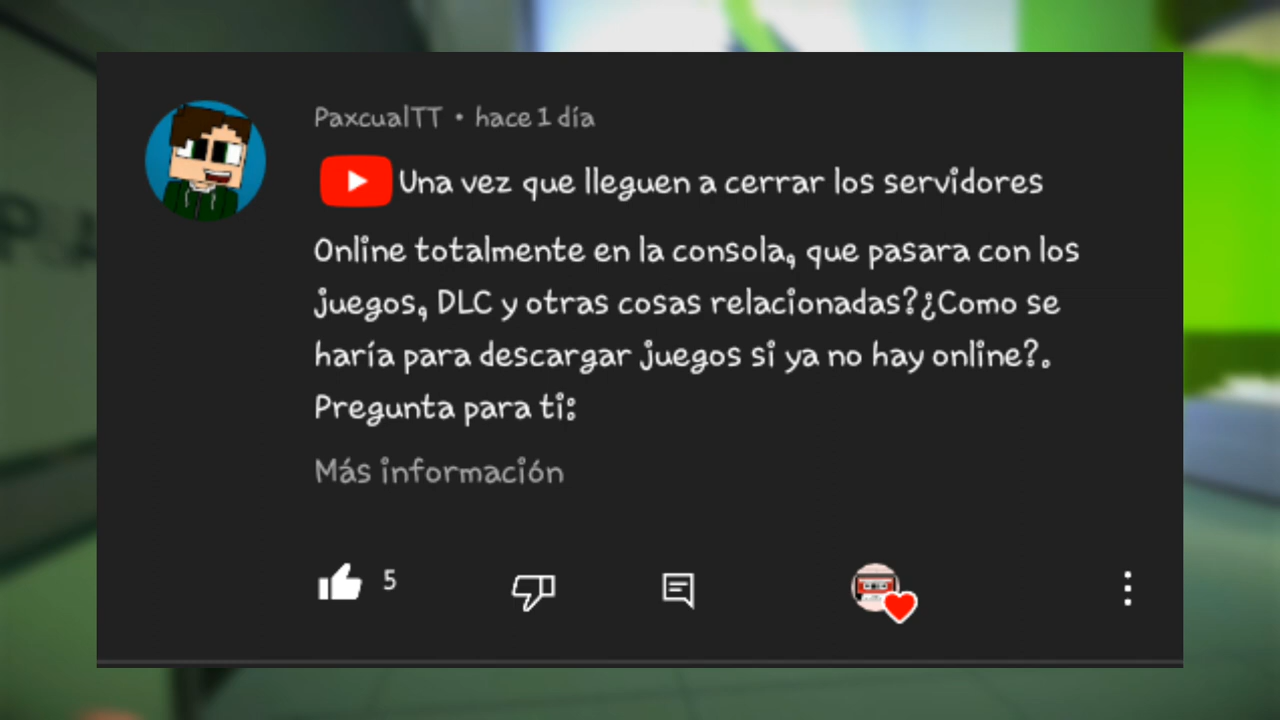 PaxcualTT • hace 1 día
Una vez que lleguen a cerrar los servidores
Online totalmente en la consola, que pasara con los
juegos, DLC y otras cosas relacionadas?¿Como se
haría para descargar juegos si ya no hay online?.
Pregunta para ti:
Más información
5